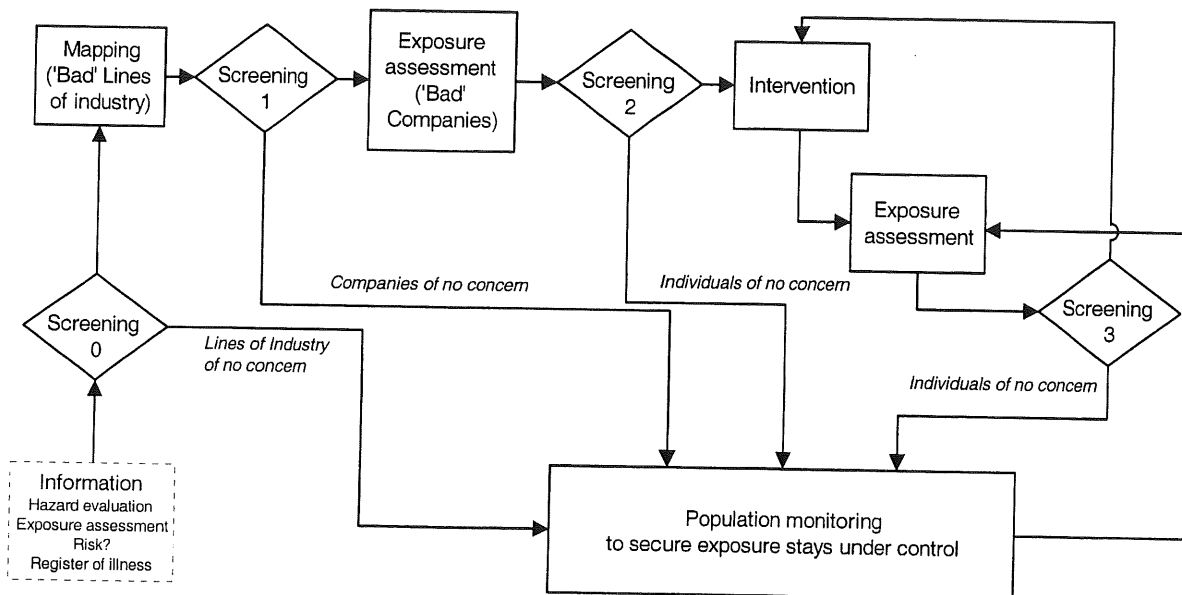 Mapping
('Bad' Lines
of industry)
Screening
1
Exposure
assessment
('Bad'
Companies)
Screening
2
Intervention
Exposure
assessment
Screening
3
Companies of no concern
Individuals of no concern
Screening
0
Lines of Industry
of no concern
Individuals of no concern
Information
Hazard evaluation
Exposure assessment
Risk?
Register of illness
Population monitoring
to secure exposure stays under control